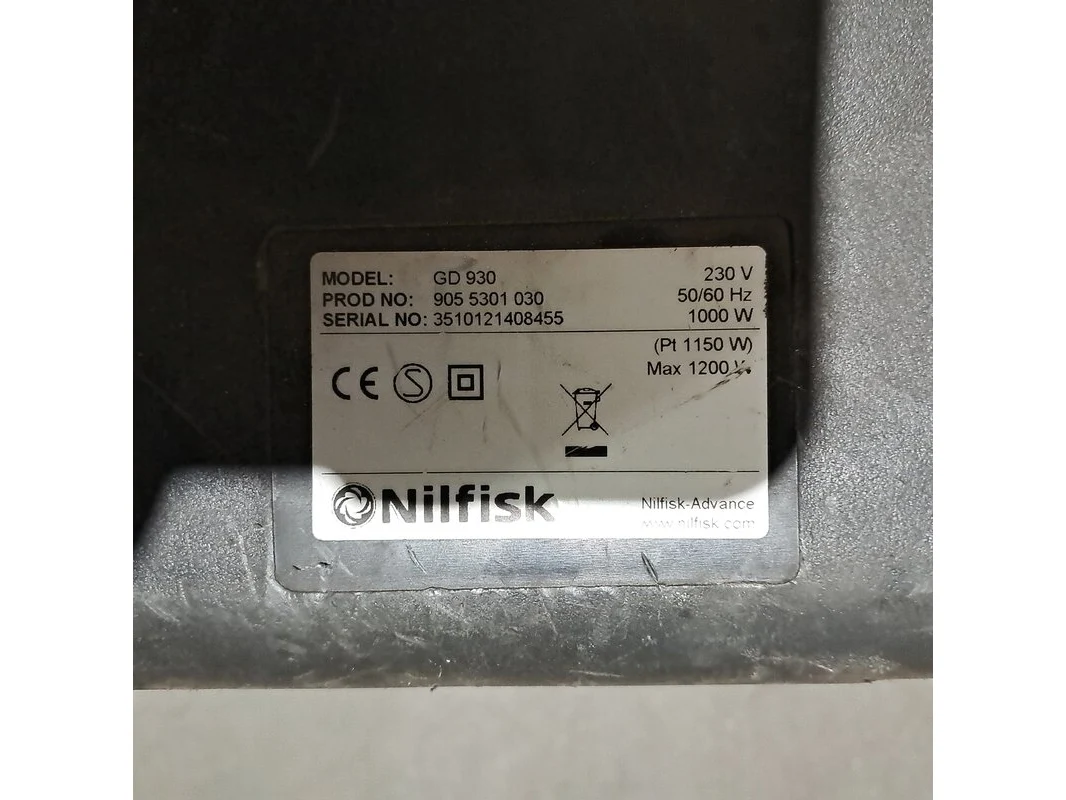 MODEL: GD 930 230 V
PROD NO: 905 5301 030 50/60 Hz
SERIAL NO: 3510121408455 1000 W
(Pt 1150 W)
Max 1200 W
CE S
Nilfisk
Nilfisk-Advance
www.nilfisk.com